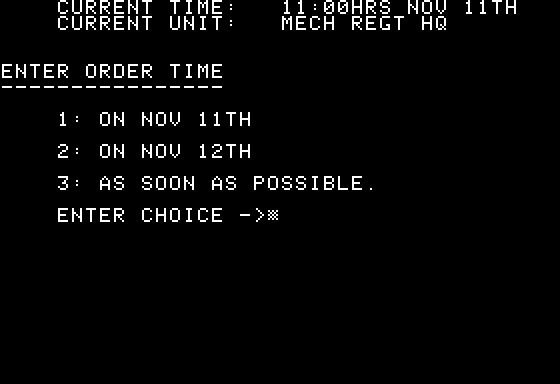 CURRENT TIME: 11:00HRS NOV 11TH
CURRENT UNIT: MECH REGT HQ
ENTER ORDER TIME
----------------
1: ON NOV 11TH
2: ON NOV 12TH
3: AS SOON AS POSSIBLE.
ENTER CHOICE ->